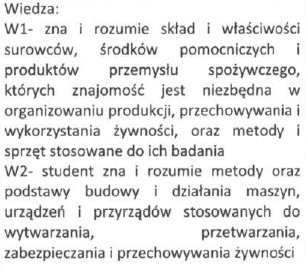 Wiedza:
W1- zna i rozumie skład i właściwości
surowców, środków pomocniczych i
produktów przemysłu spożywczego,
których znajomość jest niezbędna w
organizowaniu produkcji, przechowywania i
wykorzystania żywności, oraz metody i
sprzęt stosowane do ich badania
W2- student zna i rozumie metody oraz
podstawy budowy i działania maszyn,
urządzeń i przyrządów stosowanych do
wytwarzania, przetwarzania,
zabezpieczania i przechowywania żywności